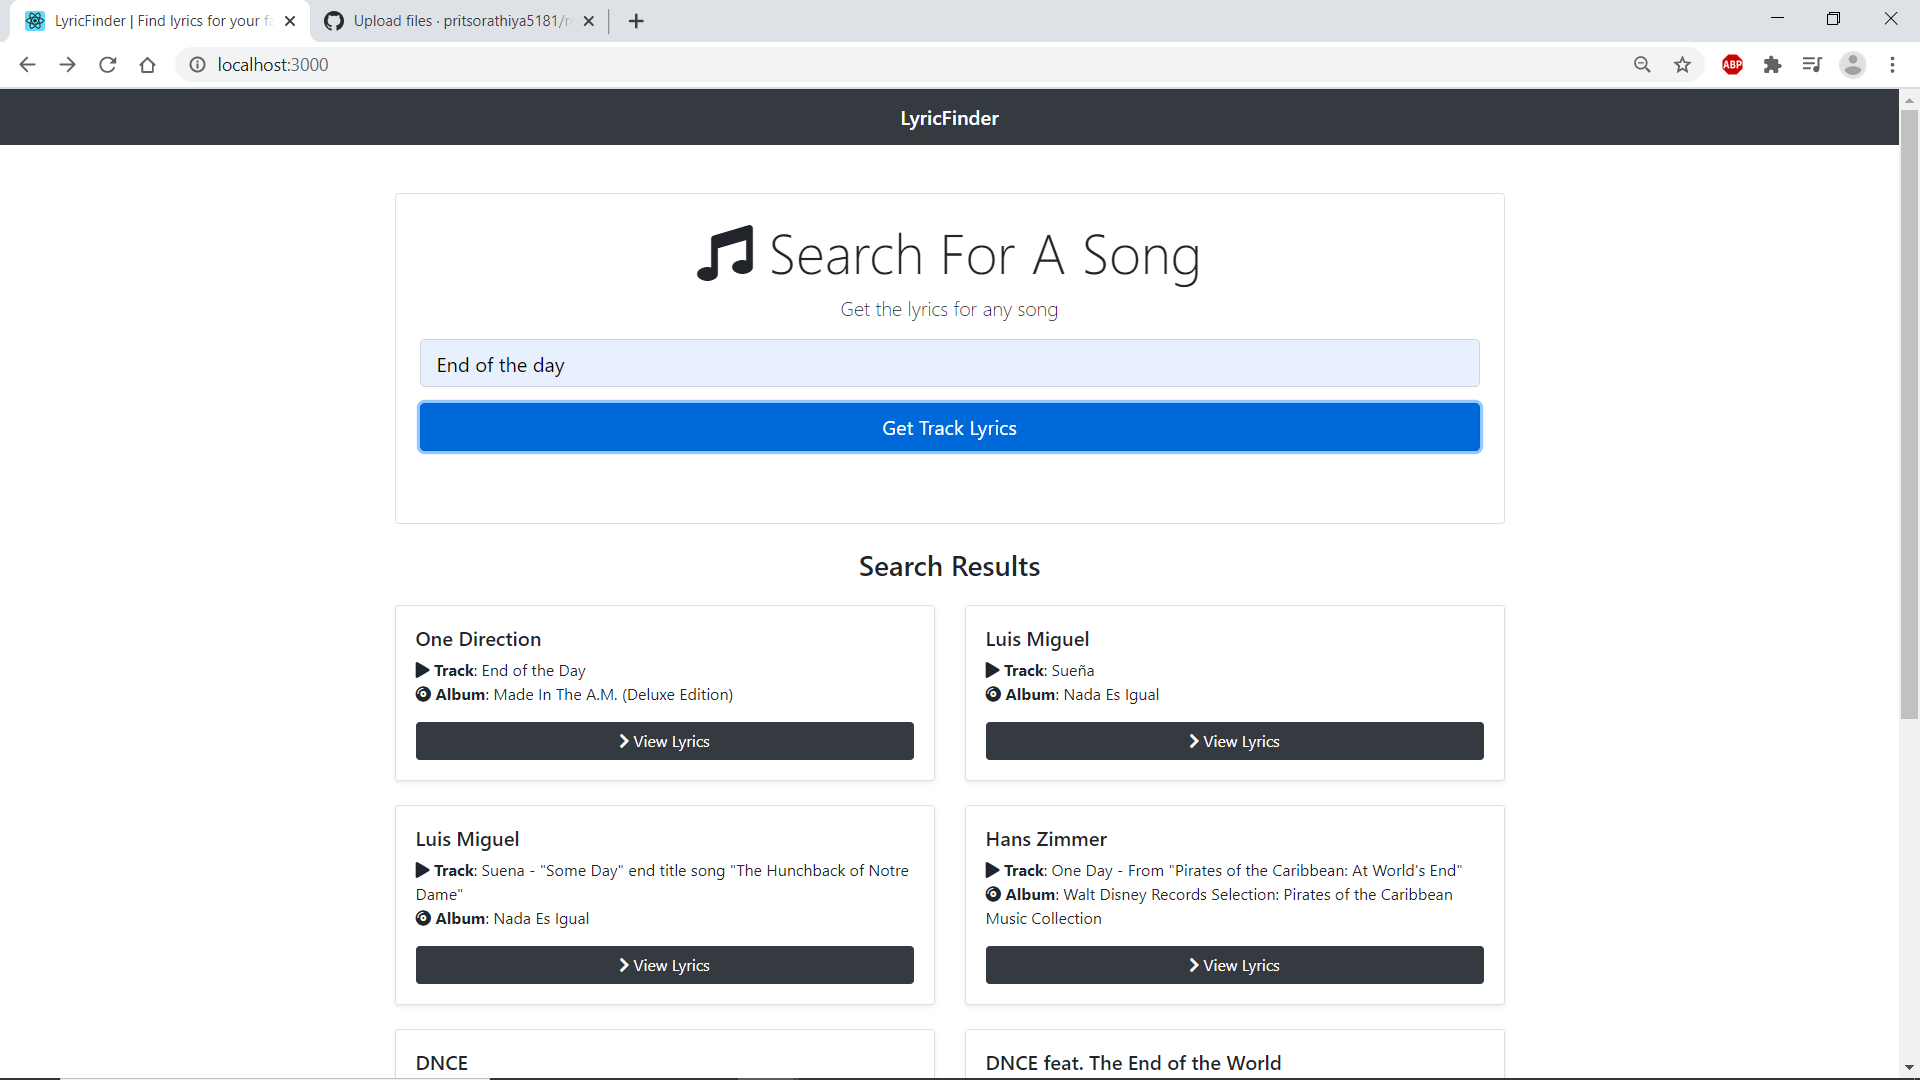 LyricFinder | Find lyrics for your fa
Upload files · pritsorathiya5181/r
localhost:3000
ABP
LyricFinder
Search For A Song
Get the lyrics for any song
End of the day
Get Track Lyrics
Search Results
One Direction
Track: End of the Day
Album: Made In The A.M. (Deluxe Edition)
View Lyrics
Luis Miguel
Track: Sueña
Album: Nada Es Igual
View Lyrics
Luis Miguel
Track: Suena - "Some Day" end title song "The Hunchback of Notre
Dame"
Album: Nada Es Igual
View Lyrics
Hans Zimmer
Track: One Day - From "Pirates of the Caribbean: At World's End"
Album: Walt Disney Records Selection: Pirates of the Caribbean
Music Collection
View Lyrics
DNCE
DNCE feat. The End of the World